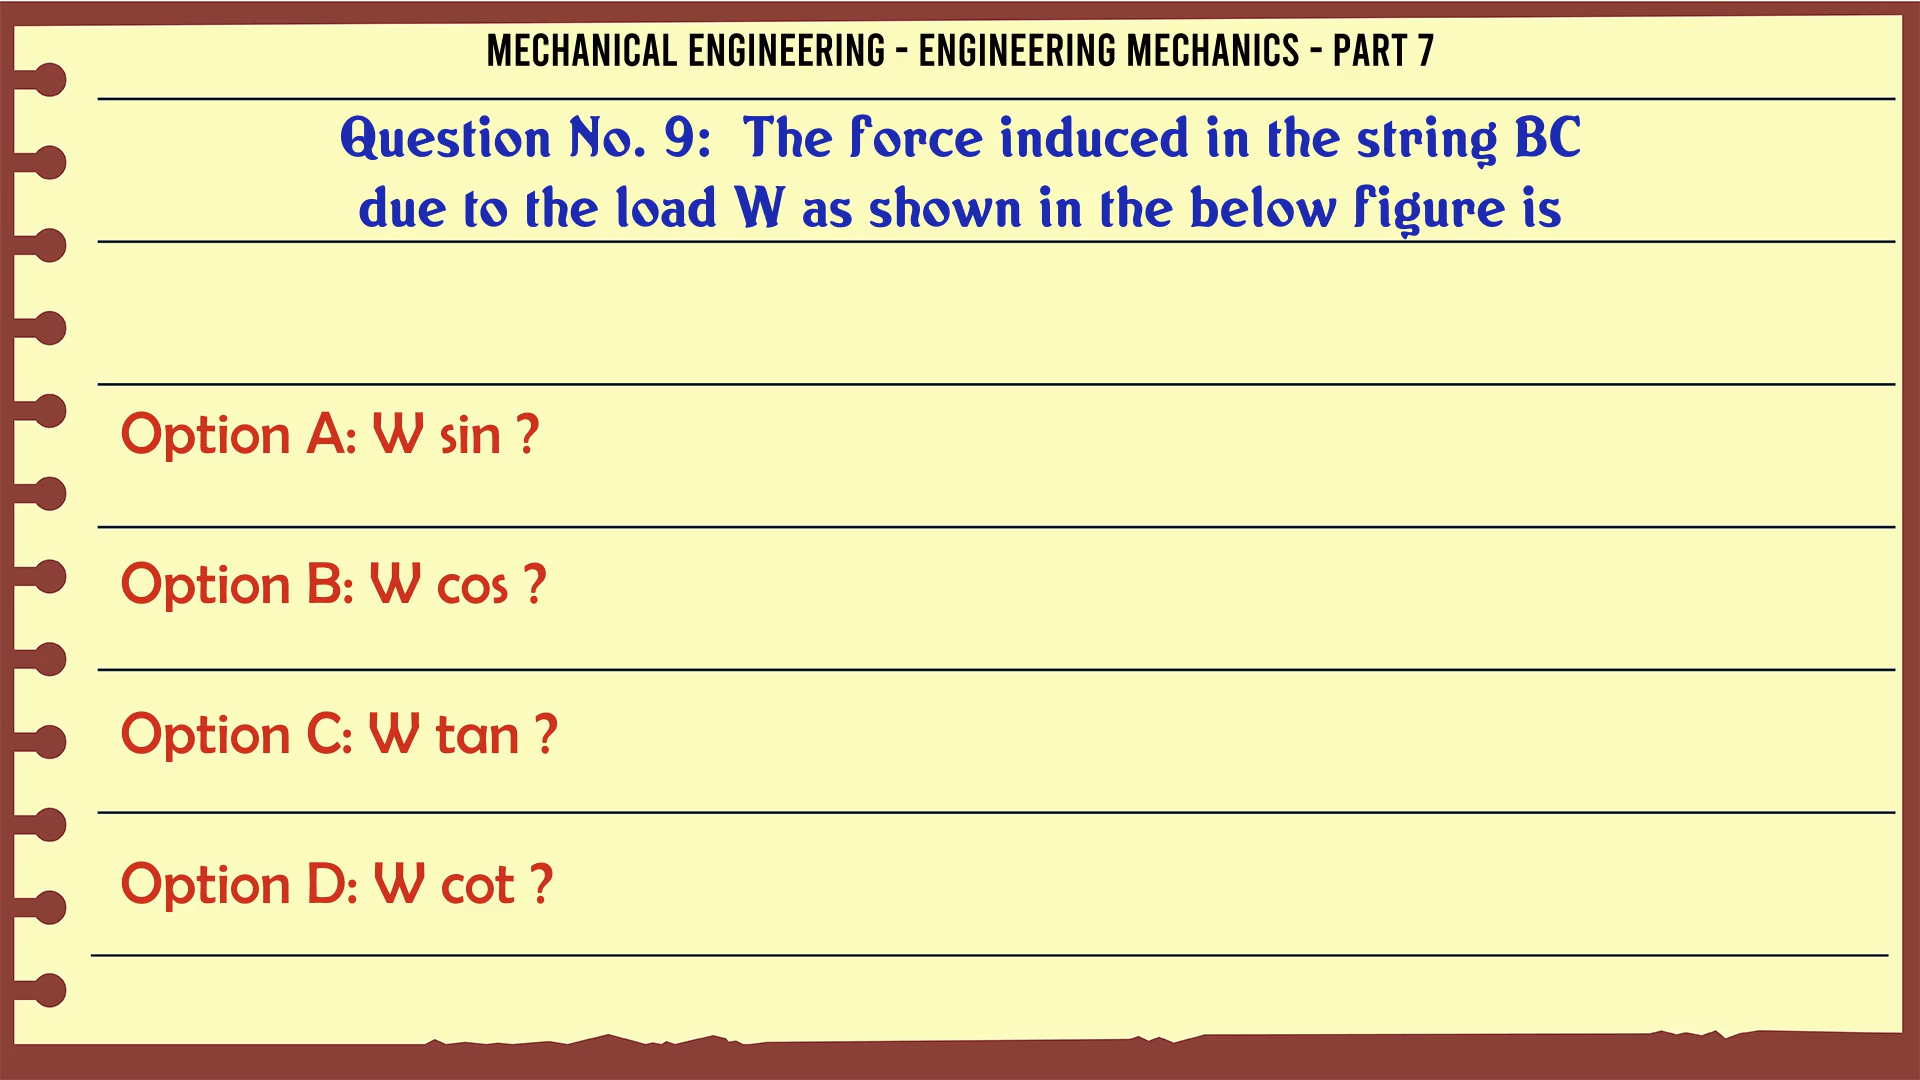 MECHANICAL ENGINEERING - ENGINEERING MECHANICS - PART 7
Question No. 9: The force induced in the string BC
due to the load W as shown in the below figure is
Option A: W sin ?
Option B: W cos ?
Option C: W tan ?
Option D: W cot ?